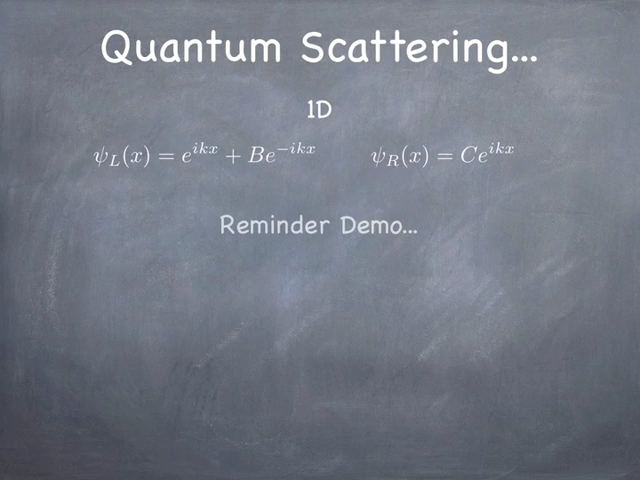 Quantum Scattering...
1D
ψ_L(x) = e^{ikx} + Be^{-ikx} ψ_R(x) = Ce^{ikx}
Reminder Demo...